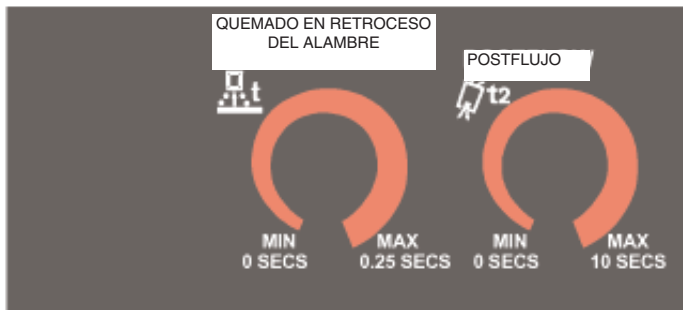 QUEMADO EN RETROCESO
DEL ALAMBRE
POSTFLUJO
t
t2
MIN
0 SECS
MAX
0.25 SECS
MIN
0 SECS
MAX
10 SECS